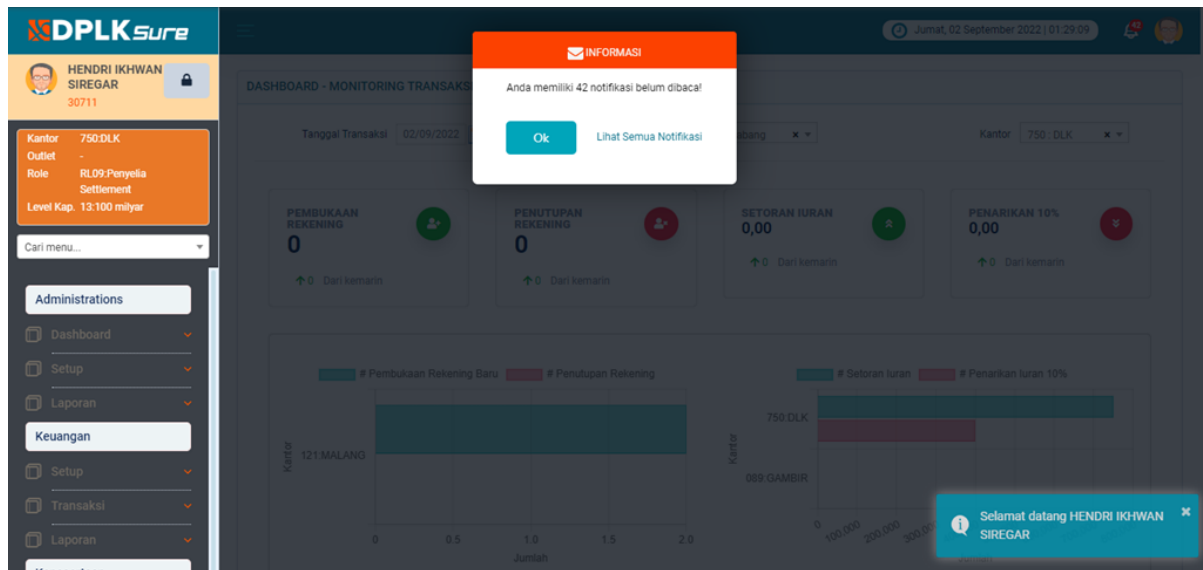 DPLKSure
HENDRI IKHWAN
SIREGAR
30711
Kantor 750:DLK
Outlet -
Role RL09:Penyelia
Settlement
Level Kap. 13:100 milyar
Cari menu...
Administrations
Dashboard
Setup
Laporan
Keuangan
Setup
Transaksi
Laporan
Jumat, 02 September 2022 | 01:29:09
42
INFORMASI
Anda memiliki 42 notifikasi belum dibaca!
Ok Lihat Semua Notifikasi
DASHBOARD - MONITORING TRANSAKS
Tanggal Transaksi 02/09/2022
abang
Kantor 750 : DLK
PEMBUKAAN
REKENING
0
0 Dari kemarin
PENUTUPAN
REKENING
0
0 Dari kemarin
SETORAN IURAN
0,00
0 Dari kemarin
PENARIKAN 10%
0,00
0 Dari kemarin
# Pembukaan Rekening Baru # Penutupan Rekening
Kantor
121:MALANG
0 0.5 1.0 1.5 2.0
Jumlah
# Setoran Iuran # Penarikan Iuran 10%
Kantor
750:DLK
089:GAMBIR
0 100,000 200,000
Selamat datang HENDRI IKHWAN
SIREGAR